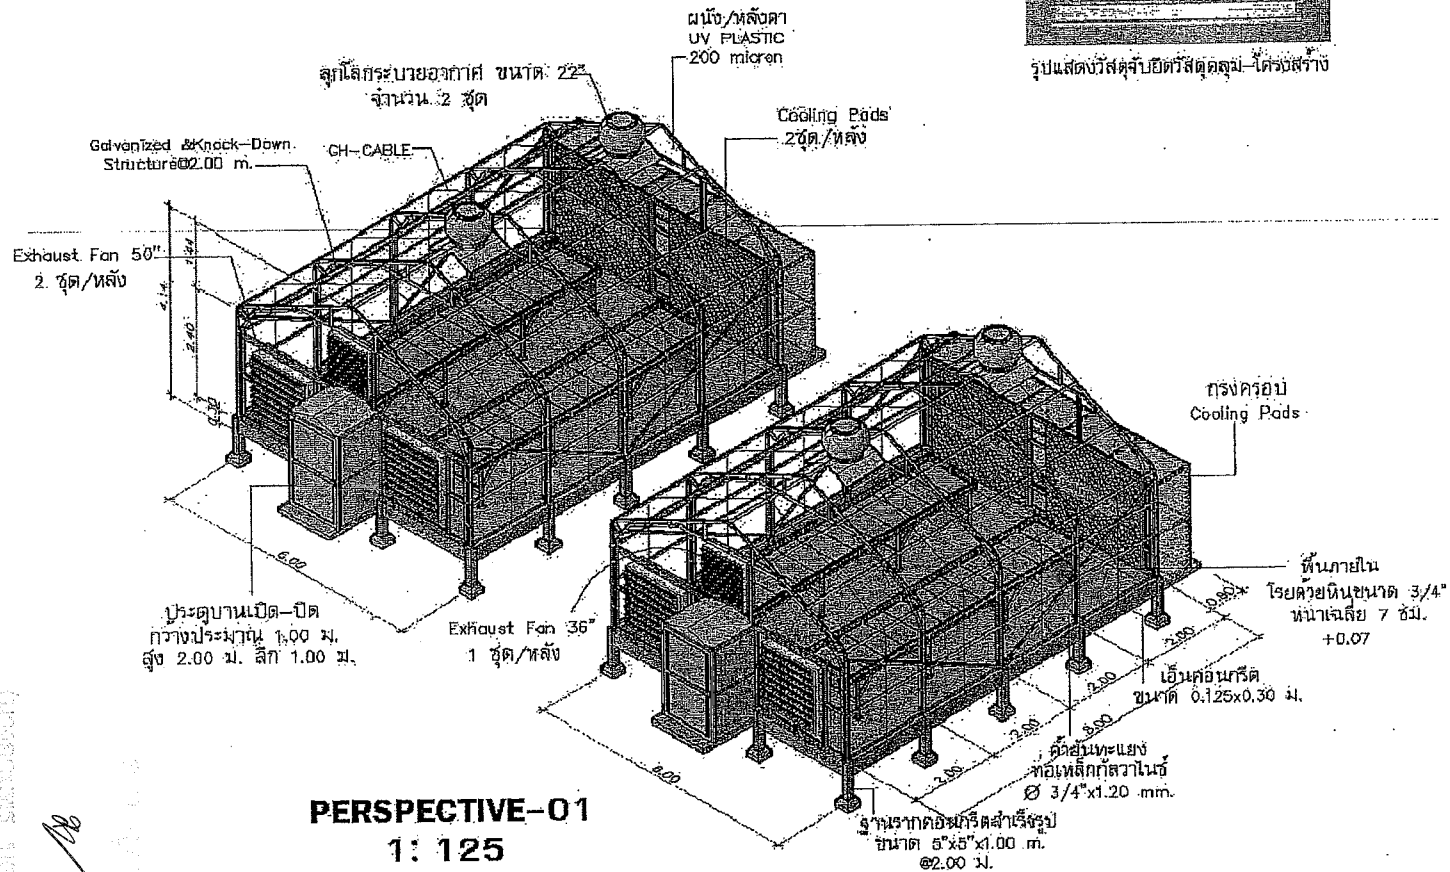 ผนัง/หลังคา
UV PLASTIC
200 micron
รูปแสดงวัสดุจับยึดวัสดุคลุม-โครงสร้าง
ลูกโลกระบายอากาศ ขนาด 22"
จำนวน 2 ชุด
Cooling Pads
2ชุด/หลัง
Galvanized &Knock-Down
Structure@2.00 m.
GH-CABLE
Exhaust Fan 50"
2 ชุด/หลัง
4.14
1.44
2.40
0.30
กรงครอบ
Cooling Pads
6.00
ประตูบานเปิด-ปิด
กว้างประมาณ 1.00 ม.
สูง 2.00 ม. ลึก 1.00 ม.
Exhaust Fan 36"
1 ชุด/หลัง
พื้นภายใน
โรยด้วยหินขนาด 3/4"
หนาเฉลี่ย 7 ซม.
+0.07
0.90
2.00
2.00
2.00
2.00
8.00
6.00
เอ็นคอนกรีต
ขนาด 0.125x0.30 ม.
ค้ำยันทะแยง
ท่อเหล็กกัลวาไนซ์
Ø 3/4"x1.20 mm.
ฐานรากคอนกรีตสำเร็จรูป
ขนาด 5"x5"x1.00 m.
@2.00 ม.
PERSPECTIVE-01
1: 125